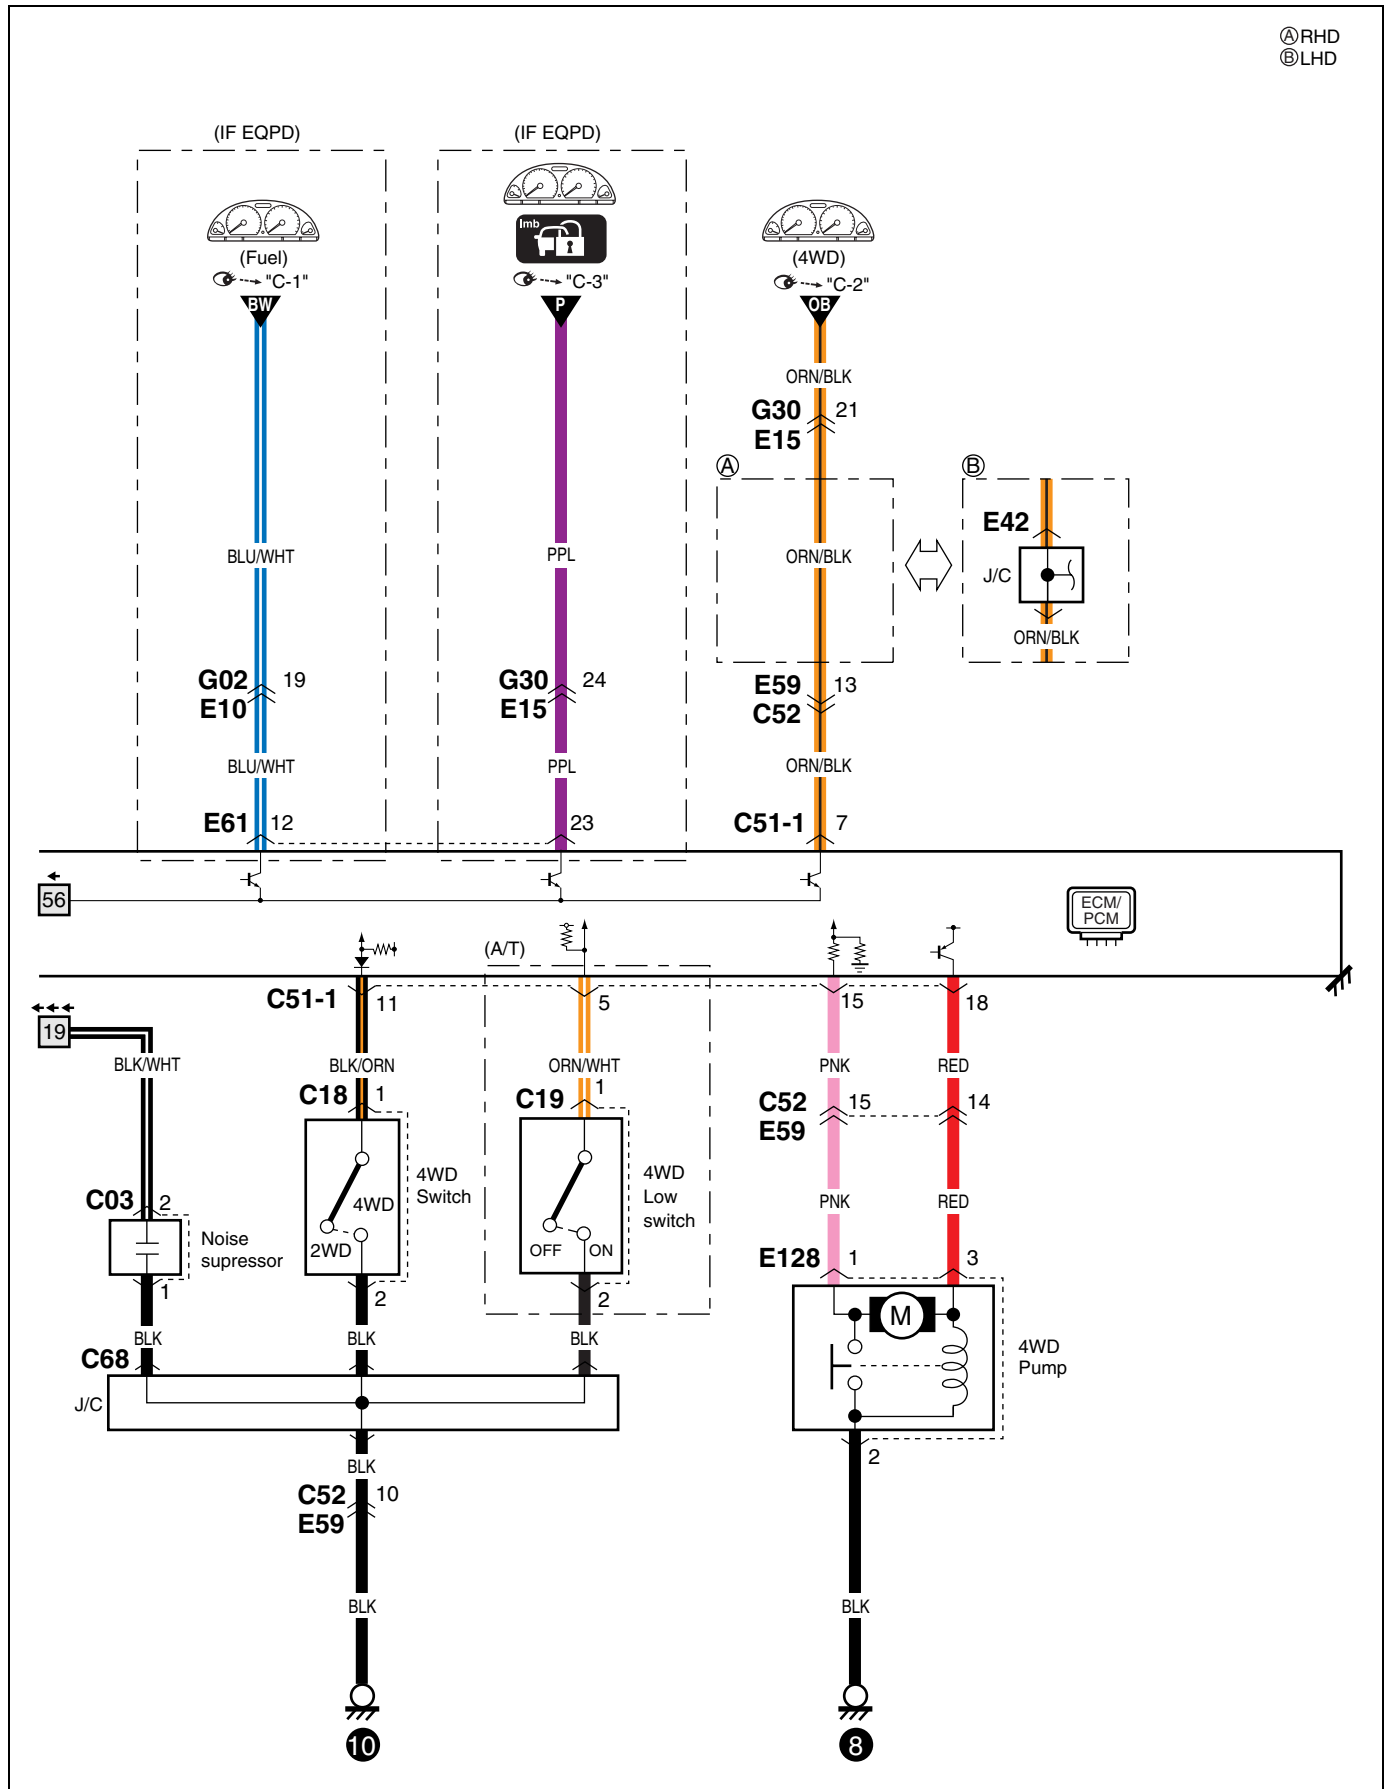 ⒶRHD
ⒷLHD
(IF EQPD)
(IF EQPD)
Imb
(Fuel)
(4WD)
"C-1"
"C-3"
"C-2"
BW
P
OB
ORN/BLK
G30 21
E15
Ⓐ
Ⓑ
E42
BLU/WHT
PPL
ORN/BLK
J/C
ORN/BLK
G02 19
E10
G30 24
E15
E59 13
C52
BLU/WHT
PPL
ORN/BLK
E61 12
23
C51-1 7
56
ECM/
PCM
(A/T)
C51-1 11
5
15
18
19
BLK/WHT
BLK/ORN
ORN/WHT
PNK
RED
C18 1
C19 1
C52 15
E59
14
4WD
Switch
4WD
Low
switch
4WD
2WD
OFF
ON
C03 2
Noise
supressor
PNK
RED
E128 1
3
1
2
2
M
4WD
Pump
BLK
BLK
BLK
C68
J/C
2
BLK
C52 10
E59
BLK
BLK
10
8